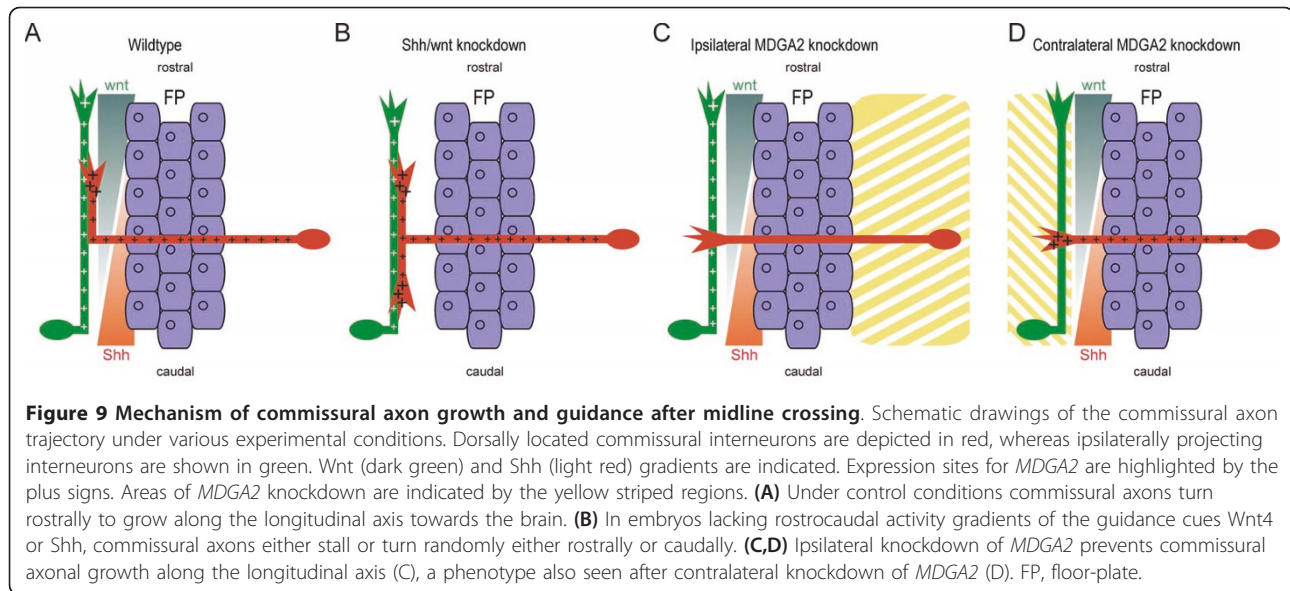 A
Wildtype
rostral
wnt
FP
Shh
caudal
B
Shh/wnt knockdown
rostral
FP
caudal
C
Ipsilateral MDGA2 knockdown
rostral
wnt
FP
Shh
caudal
D
Contralateral MDGA2 knockdown
rostral
wnt
FP
Shh
caudal
Figure 9 Mechanism of commissural axon growth and guidance after midline crossing. Schematic drawings of the commissural axon
trajectory under various experimental conditions. Dorsally located commissural interneurons are depicted in red, whereas ipsilaterally projecting
interneurons are shown in green. Wnt (dark green) and Shh (light red) gradients are indicated. Expression sites for MDGA2 are highlighted by the
plus signs. Areas of MDGA2 knockdown are indicated by the yellow striped regions. (A) Under control conditions commissural axons turn
rostrally to grow along the longitudinal axis towards the brain. (B) In embryos lacking rostrocaudal activity gradients of the guidance cues Wnt4
or Shh, commissural axons either stall or turn randomly either rostrally or caudally. (C,D) Ipsilateral knockdown of MDGA2 prevents commissural
axonal growth along the longitudinal axis (C), a phenotype also seen after contralateral knockdown of MDGA2 (D). FP, floor-plate.